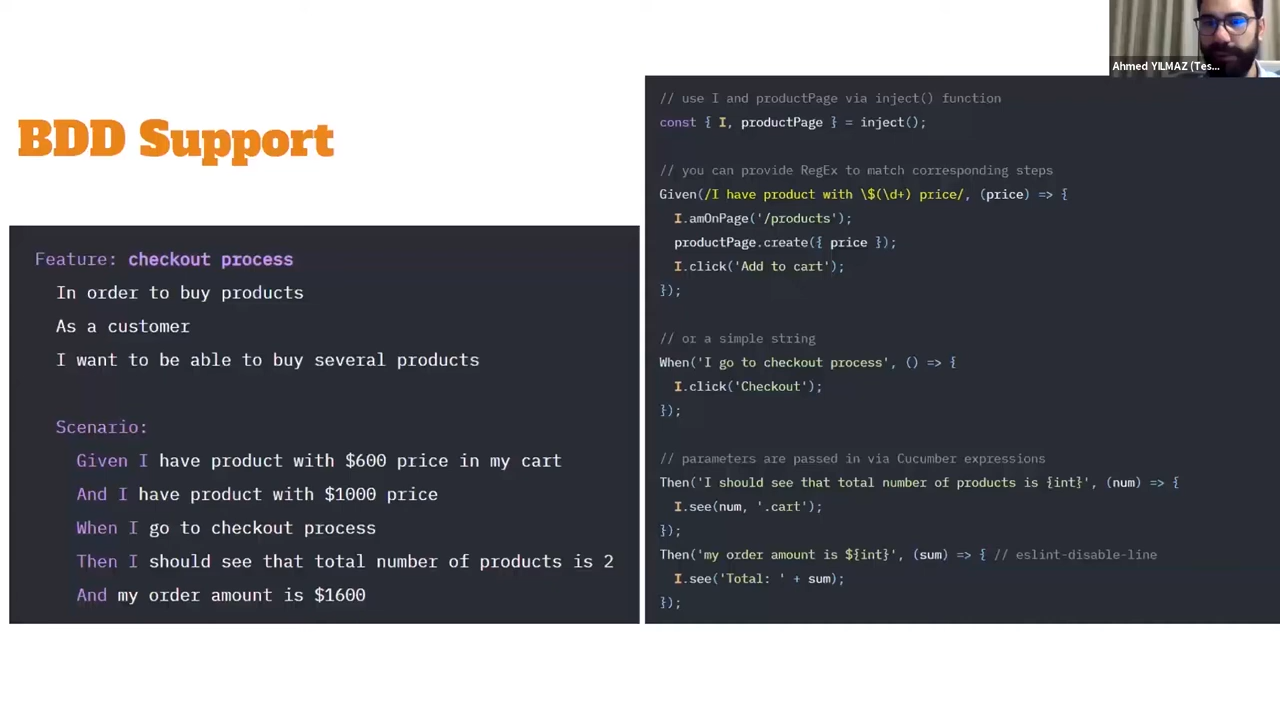 Ahmed YILMAZ (Tes...
BDD Support
Feature: checkout process
In order to buy products
As a customer
I want to be able to buy several products
Scenario:
Given I have product with $600 price in my cart
And I have product with $1000 price
When I go to checkout process
Then I should see that total number of products is 2
And my order amount is $1600
// use I and productPage via inject() function
const { I, productPage } = inject();
// you can provide RegEx to match corresponding steps
Given(/I have product with \$(\d+) price/, (price) => {
I.amOnPage('/products');
productPage.create({ price });
I.click('Add to cart');
});
// or a simple string
When('I go to checkout process', () => {
I.click('Checkout');
});
// parameters are passed in via Cucumber expressions
Then('I should see that total number of products is {int}', (num) => {
I.see(num, '.cart');
});
Then('my order amount is ${int}', (sum) => { // eslint-disable-line
I.see('Total: ' + sum);
});